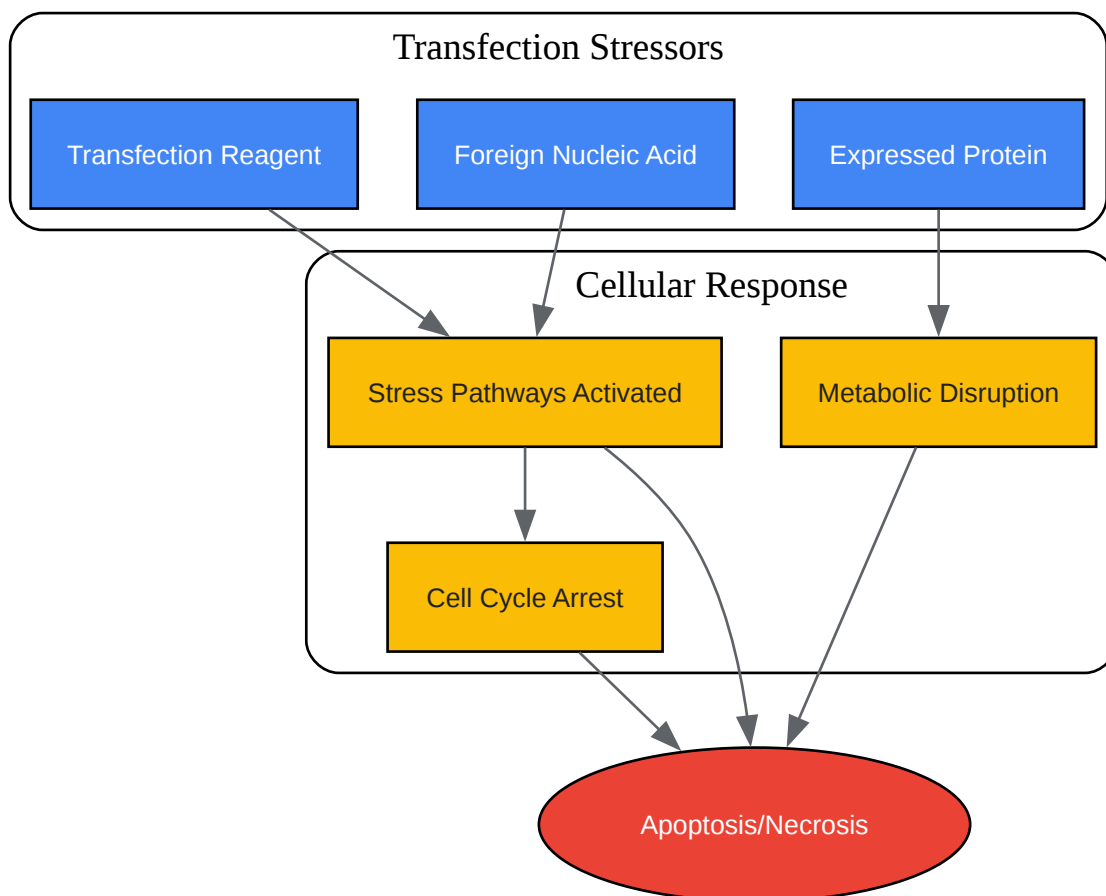 Transfection Stressors
Transfection Reagent
Foreign Nucleic Acid
Expressed Protein
Cellular Response
Stress Pathways Activated
Metabolic Disruption
Cell Cycle Arrest
Apoptosis/Necrosis